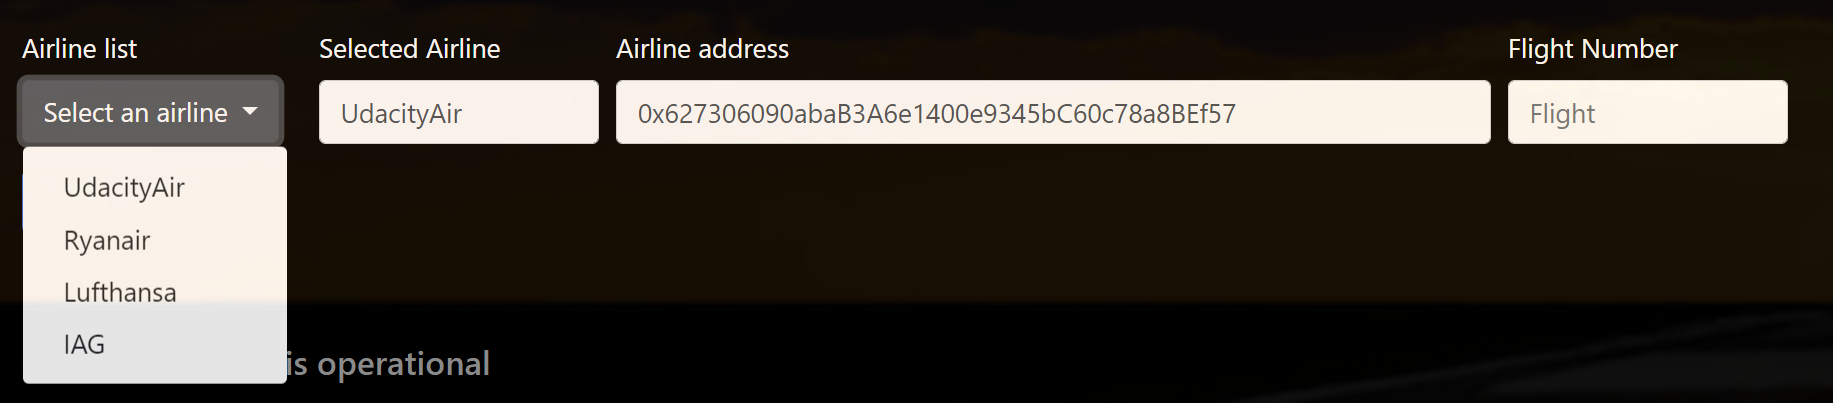 Airline list Selected Airline Airline address Flight Number
Select an airline UdacityAir 0x627306090abaB3A6e1400e9345bC60c78a8BEf57 Flight
UdacityAir
Ryanair
Lufthansa
IAG
is operational